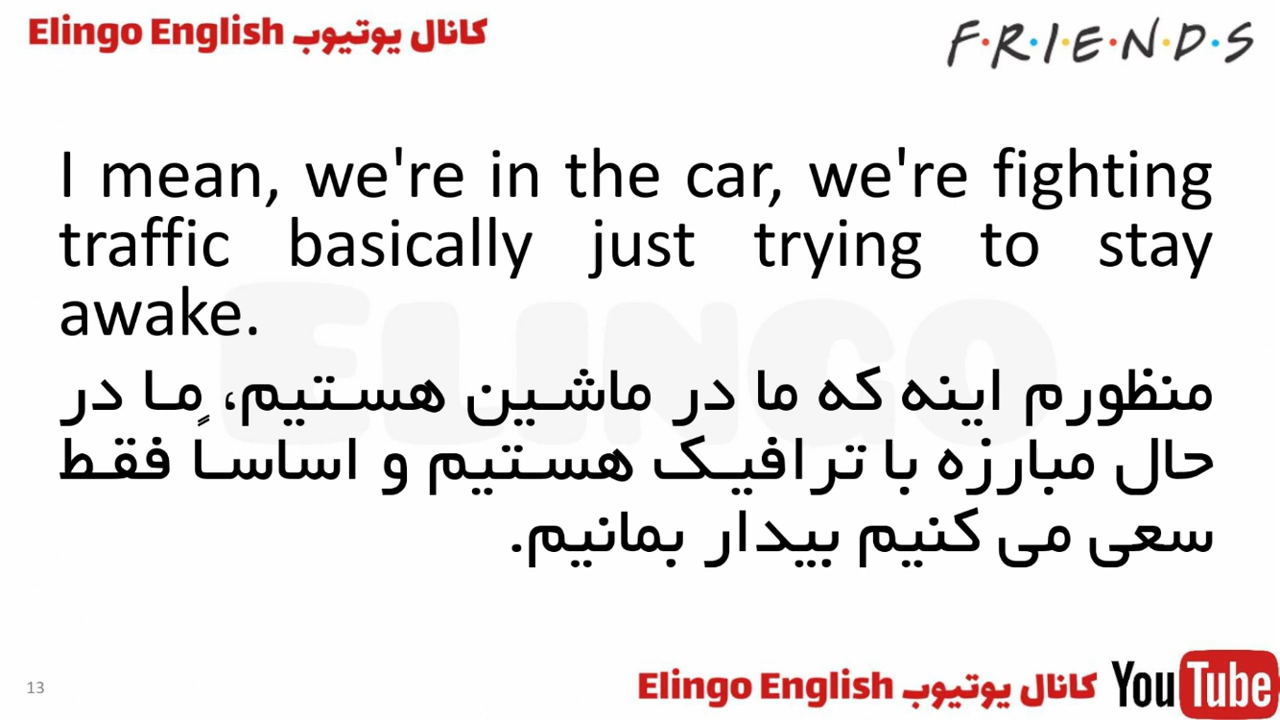 Elingo English کانال یوتیوب
F·R·I·E·N·D·S
I mean, we're in the car, we're fighting
traffic basically just trying to stay
awake.
ELINGO
منظورم اینه که ما در ماشین هستیم، ما در
حال مبارزه با ترافیک هستیم و اساساً فقط
سعی می کنیم بیدار بمانیم.
13
Elingo English کانال یوتیوب
YouTube